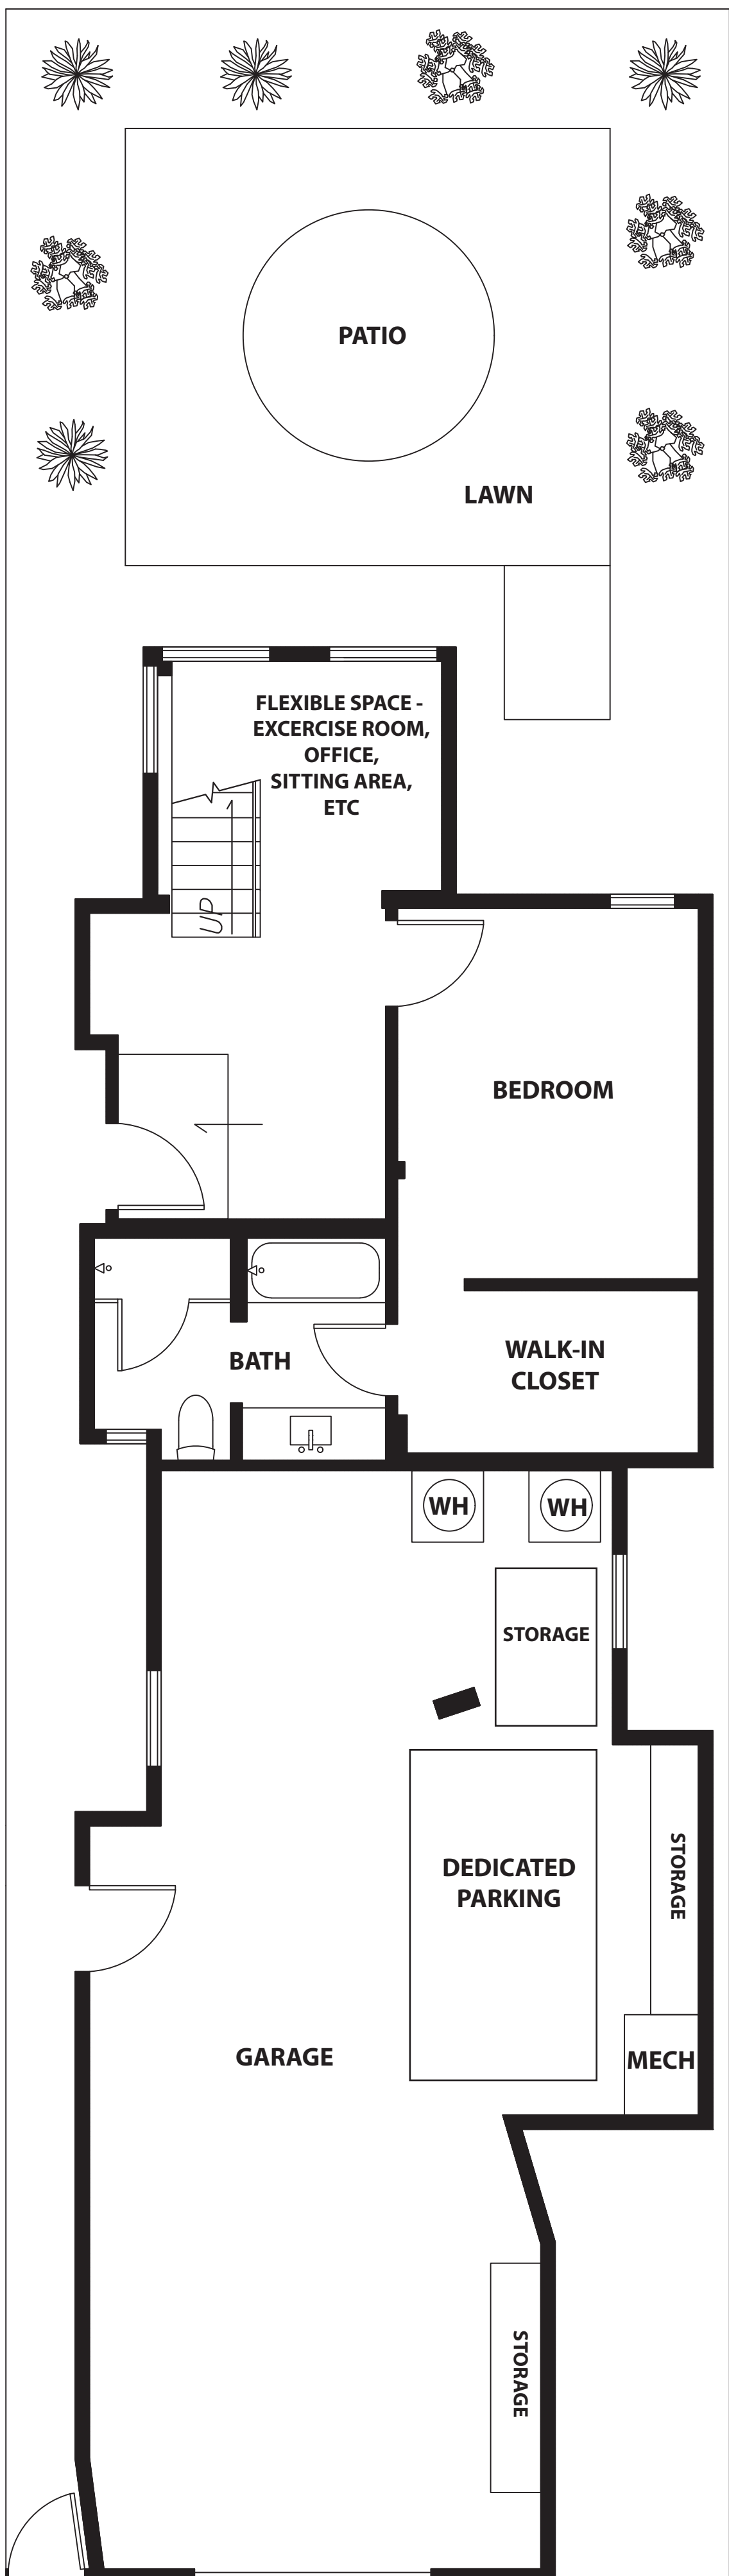 PATIO
LAWN
FLEXIBLE SPACE -
EXCERCISE ROOM,
OFFICE,
SITTING AREA,
ETC
UP
BEDROOM
BATH
WALK-IN
CLOSET
WH
WH
STORAGE
DEDICATED
PARKING
STORAGE
GARAGE
MECH
STORAGE